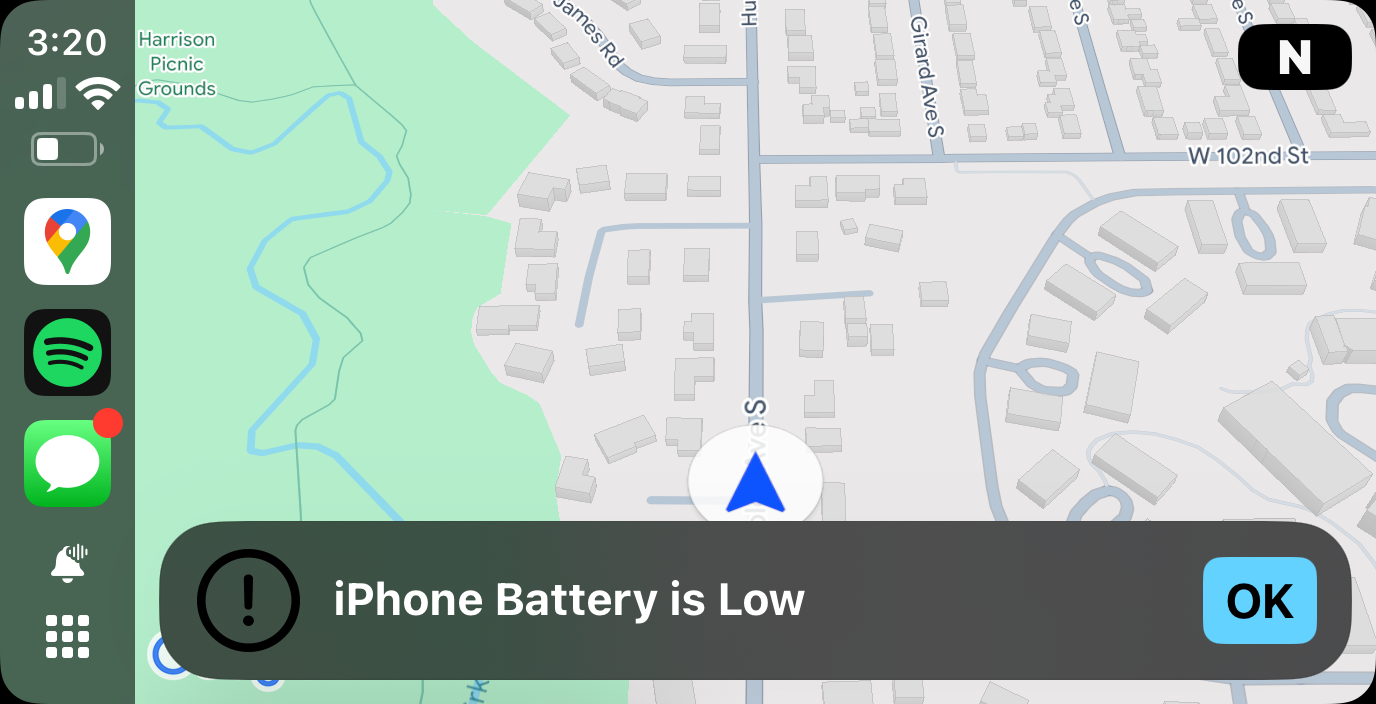 3:20
Harrison
Picnic
Grounds
James Rd
Girard Ave S
N
W 102nd St
iPhone Battery is Low
OK